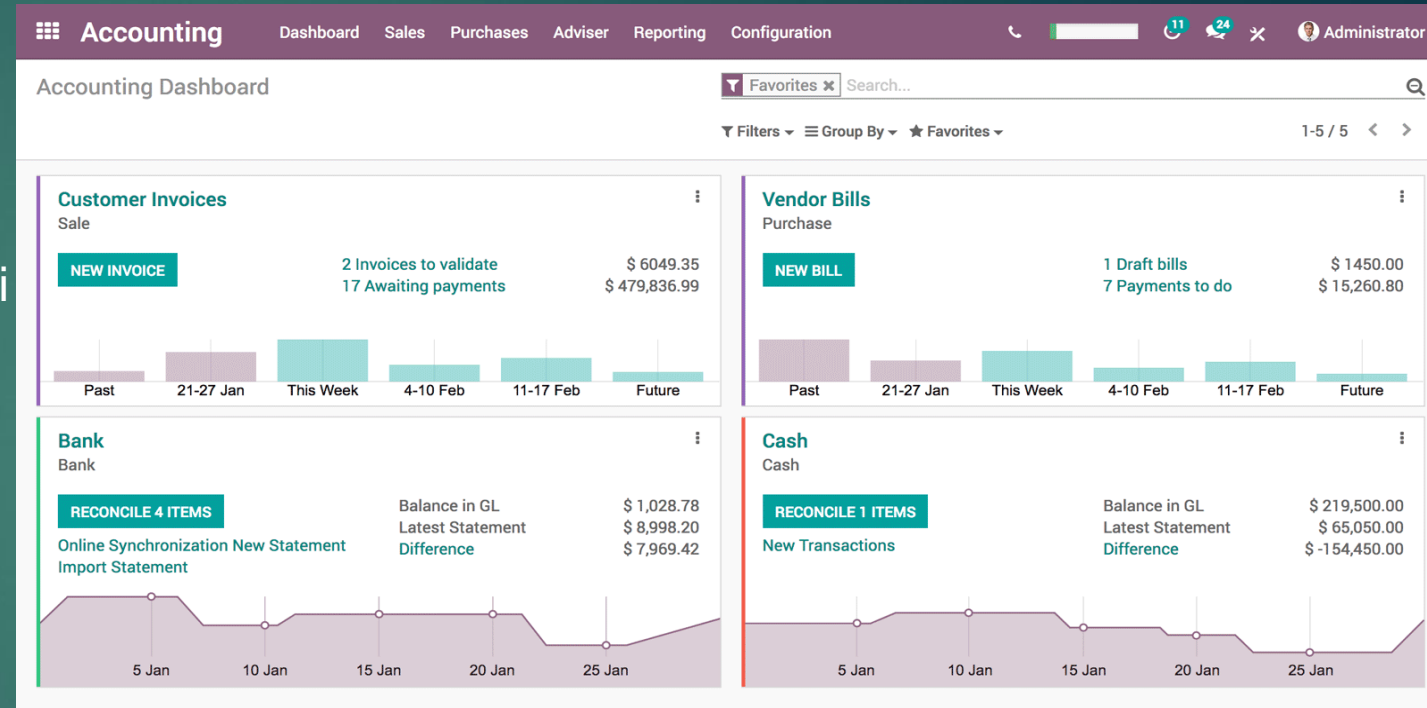 Accounting Dashboard Sales Purchases Adviser Reporting Configuration 11 24 Administrator
Accounting Dashboard
Favorites Search...
Filters Group By Favorites 1-5 / 5
i
Customer Invoices
Sale
NEW INVOICE
2 Invoices to validate $ 6049.35
17 Awaiting payments $ 479,836.99
Past 21-27 Jan This Week 4-10 Feb 11-17 Feb Future
Vendor Bills
Purchase
NEW BILL
1 Draft bills $ 1450.00
7 Payments to do $ 15,260.80
Past 21-27 Jan This Week 4-10 Feb 11-17 Feb Future
Bank
Bank
RECONCILE 4 ITEMS
Online Synchronization New Statement
Import Statement
Balance in GL $ 1,028.78
Latest Statement $ 8,998.20
Difference $ 7,969.42
5 Jan 10 Jan 15 Jan 20 Jan 25 Jan
Cash
Cash
RECONCILE 1 ITEMS
New Transactions
Balance in GL $ 219,500.00
Latest Statement $ 65,050.00
Difference $ -154,450.00
5 Jan 10 Jan 15 Jan 20 Jan 25 Jan